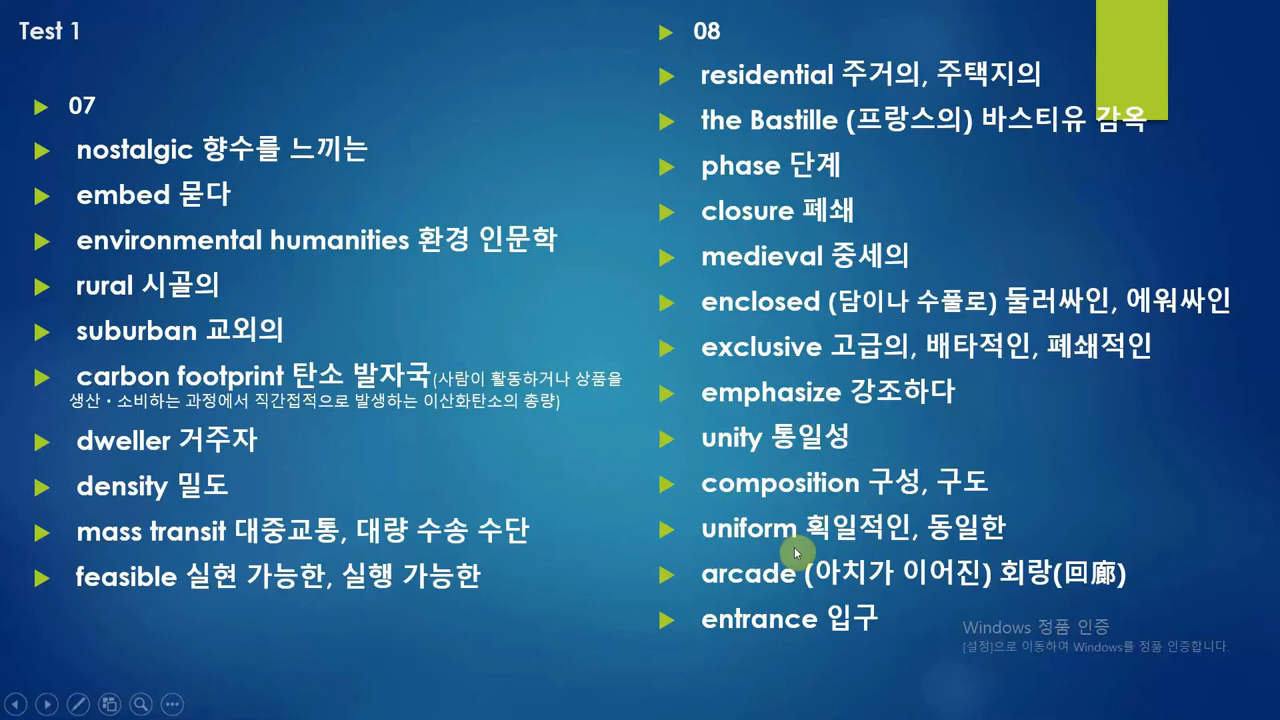 Test 1
07
nostalgic 향수를 느끼는
embed 묻다
environmental humanities 환경 인문학
rural 시골의
suburban 교외의
carbon footprint 탄소 발자국(사람이 활동하거나 상품을
생산·소비하는 과정에서 직간접적으로 발생하는 이산화탄소의 총량)
dweller 거주자
density 밀도
mass transit 대중교통, 대량 수송 수단
feasible 실현 가능한, 실행 가능한
08
residential 주거의, 주택지의
the Bastille (프랑스의) 바스티유 감옥
phase 단계
closure 폐쇄
medieval 중세의
enclosed (담이나 수풀로) 둘러싸인, 에워싸인
exclusive 고급의, 배타적인, 폐쇄적인
emphasize 강조하다
unity 통일성
composition 구성, 구도
uniform 획일적인, 동일한
arcade (아치가 이어진) 회랑(回廊)
entrance 입구
Windows 정품 인증
[설정]으로 이동하여 Windows를 정품 인증합니다.